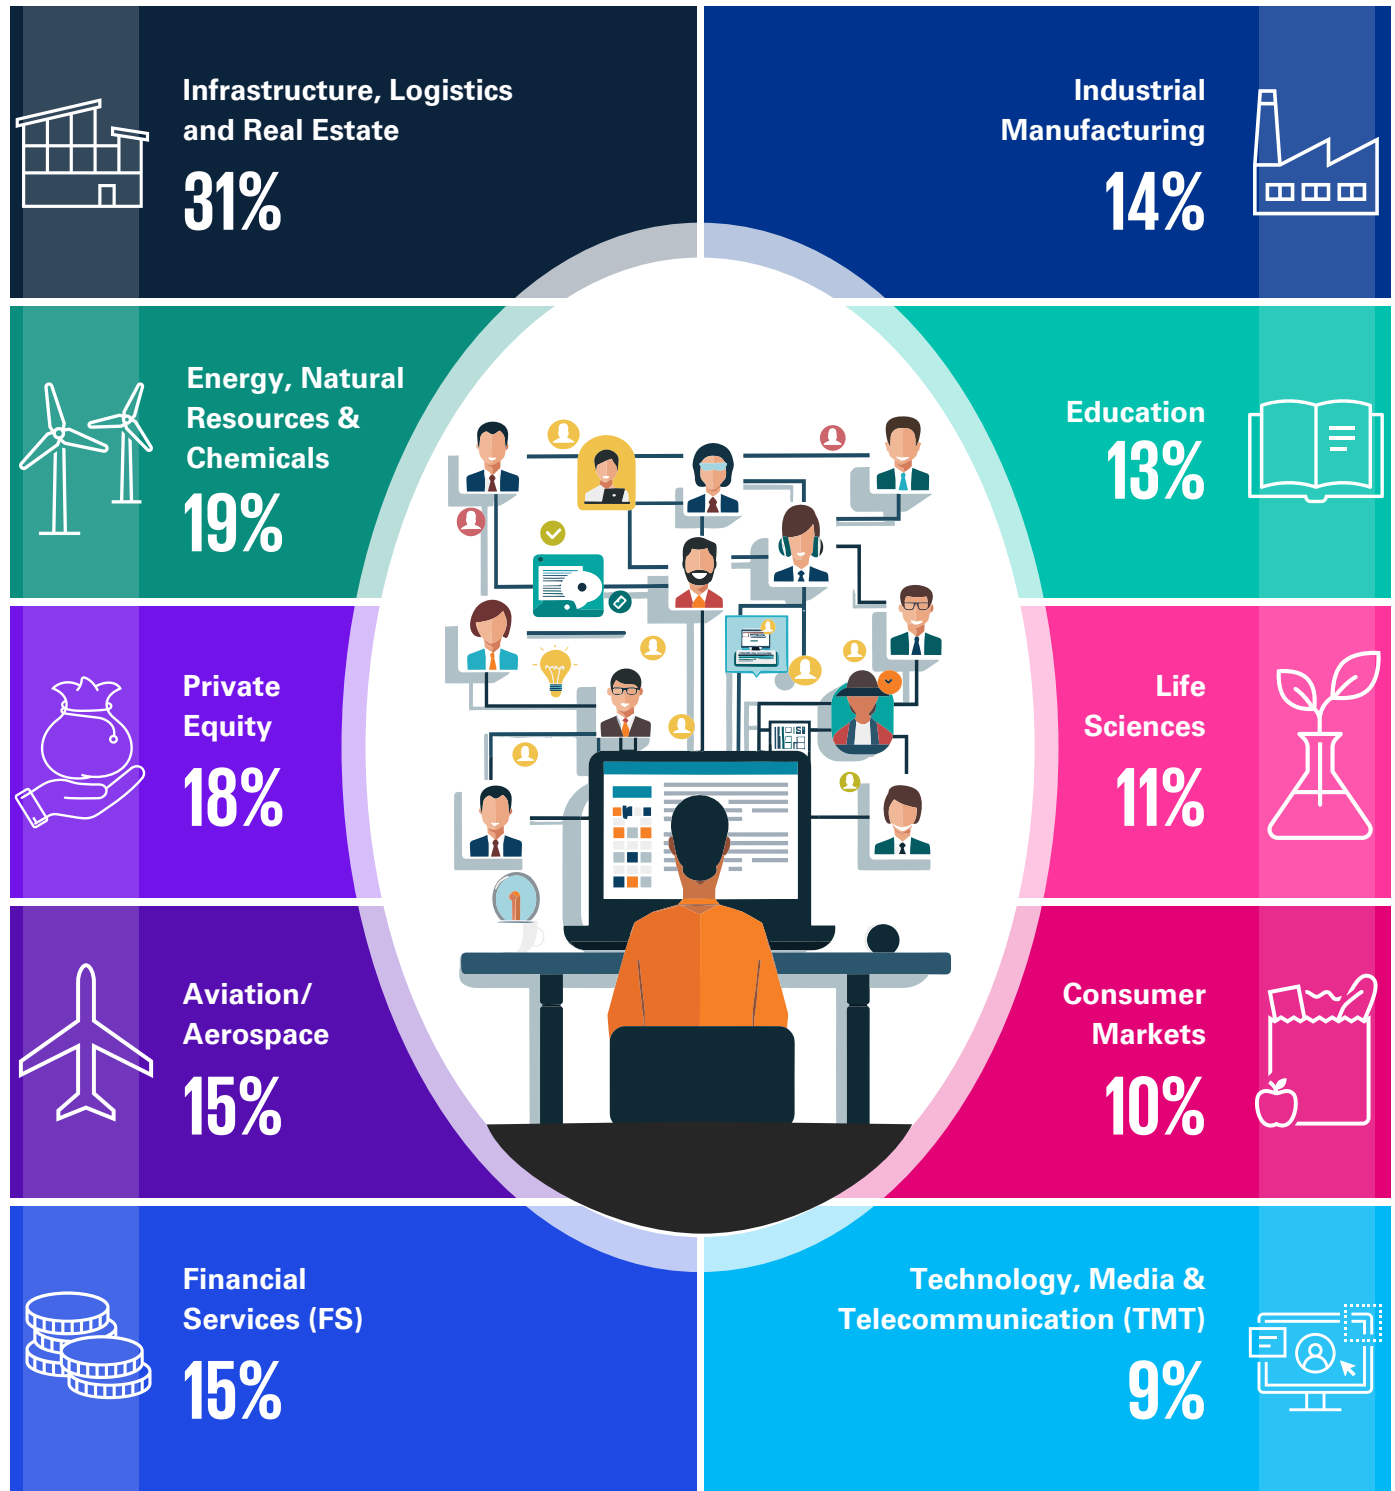 Infrastructure, Logistics
and Real Estate
31%
Industrial
Manufacturing
14%
Energy, Natural
Resources &
Chemicals
19%
Education
13%
Private
Equity
18%
Life
Sciences
11%
Aviation/
Aerospace
15%
Consumer
Markets
10%
Financial
Services (FS)
15%
Technology, Media &
Telecommunication (TMT)
9%